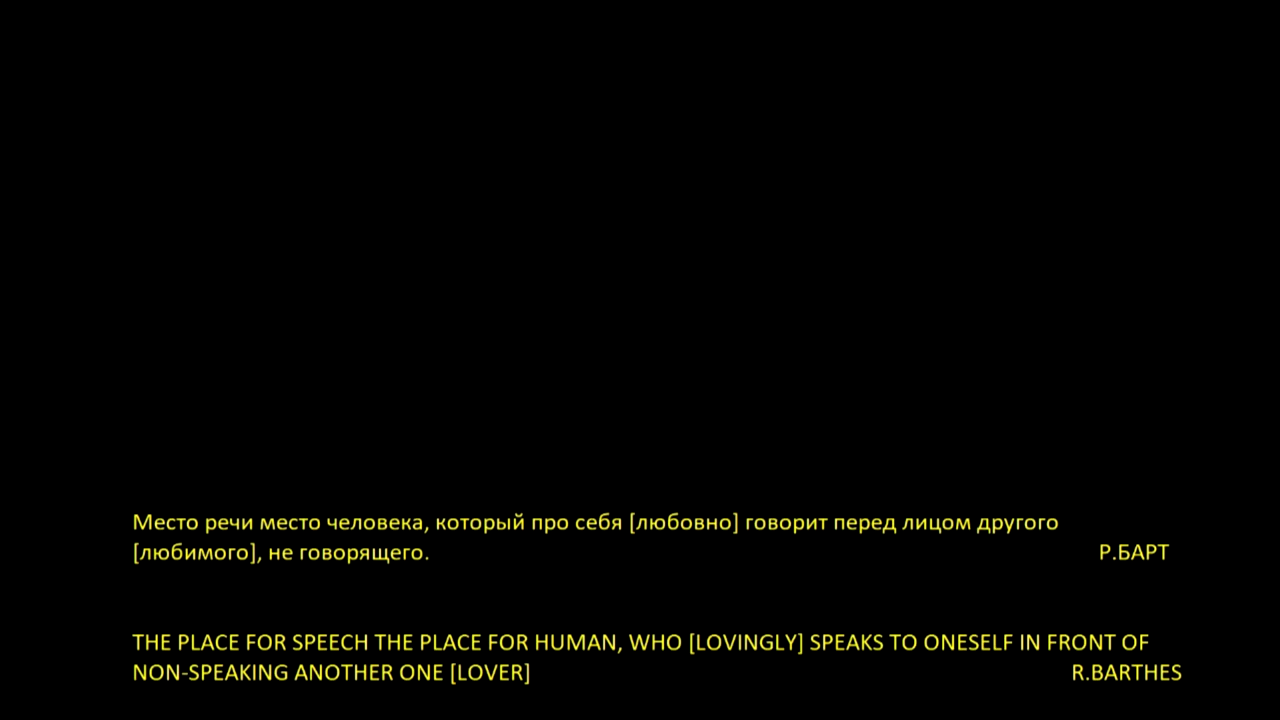 Место речи место человека, который про себя [любовно] говорит перед лицом другого
[любимого], не говорящего. Р.БАРТ
THE PLACE FOR SPEECH THE PLACE FOR HUMAN, WHO [LOVINGLY] SPEAKS TO ONESELF IN FRONT OF
NON-SPEAKING ANOTHER ONE [LOVER] R.BARTHES